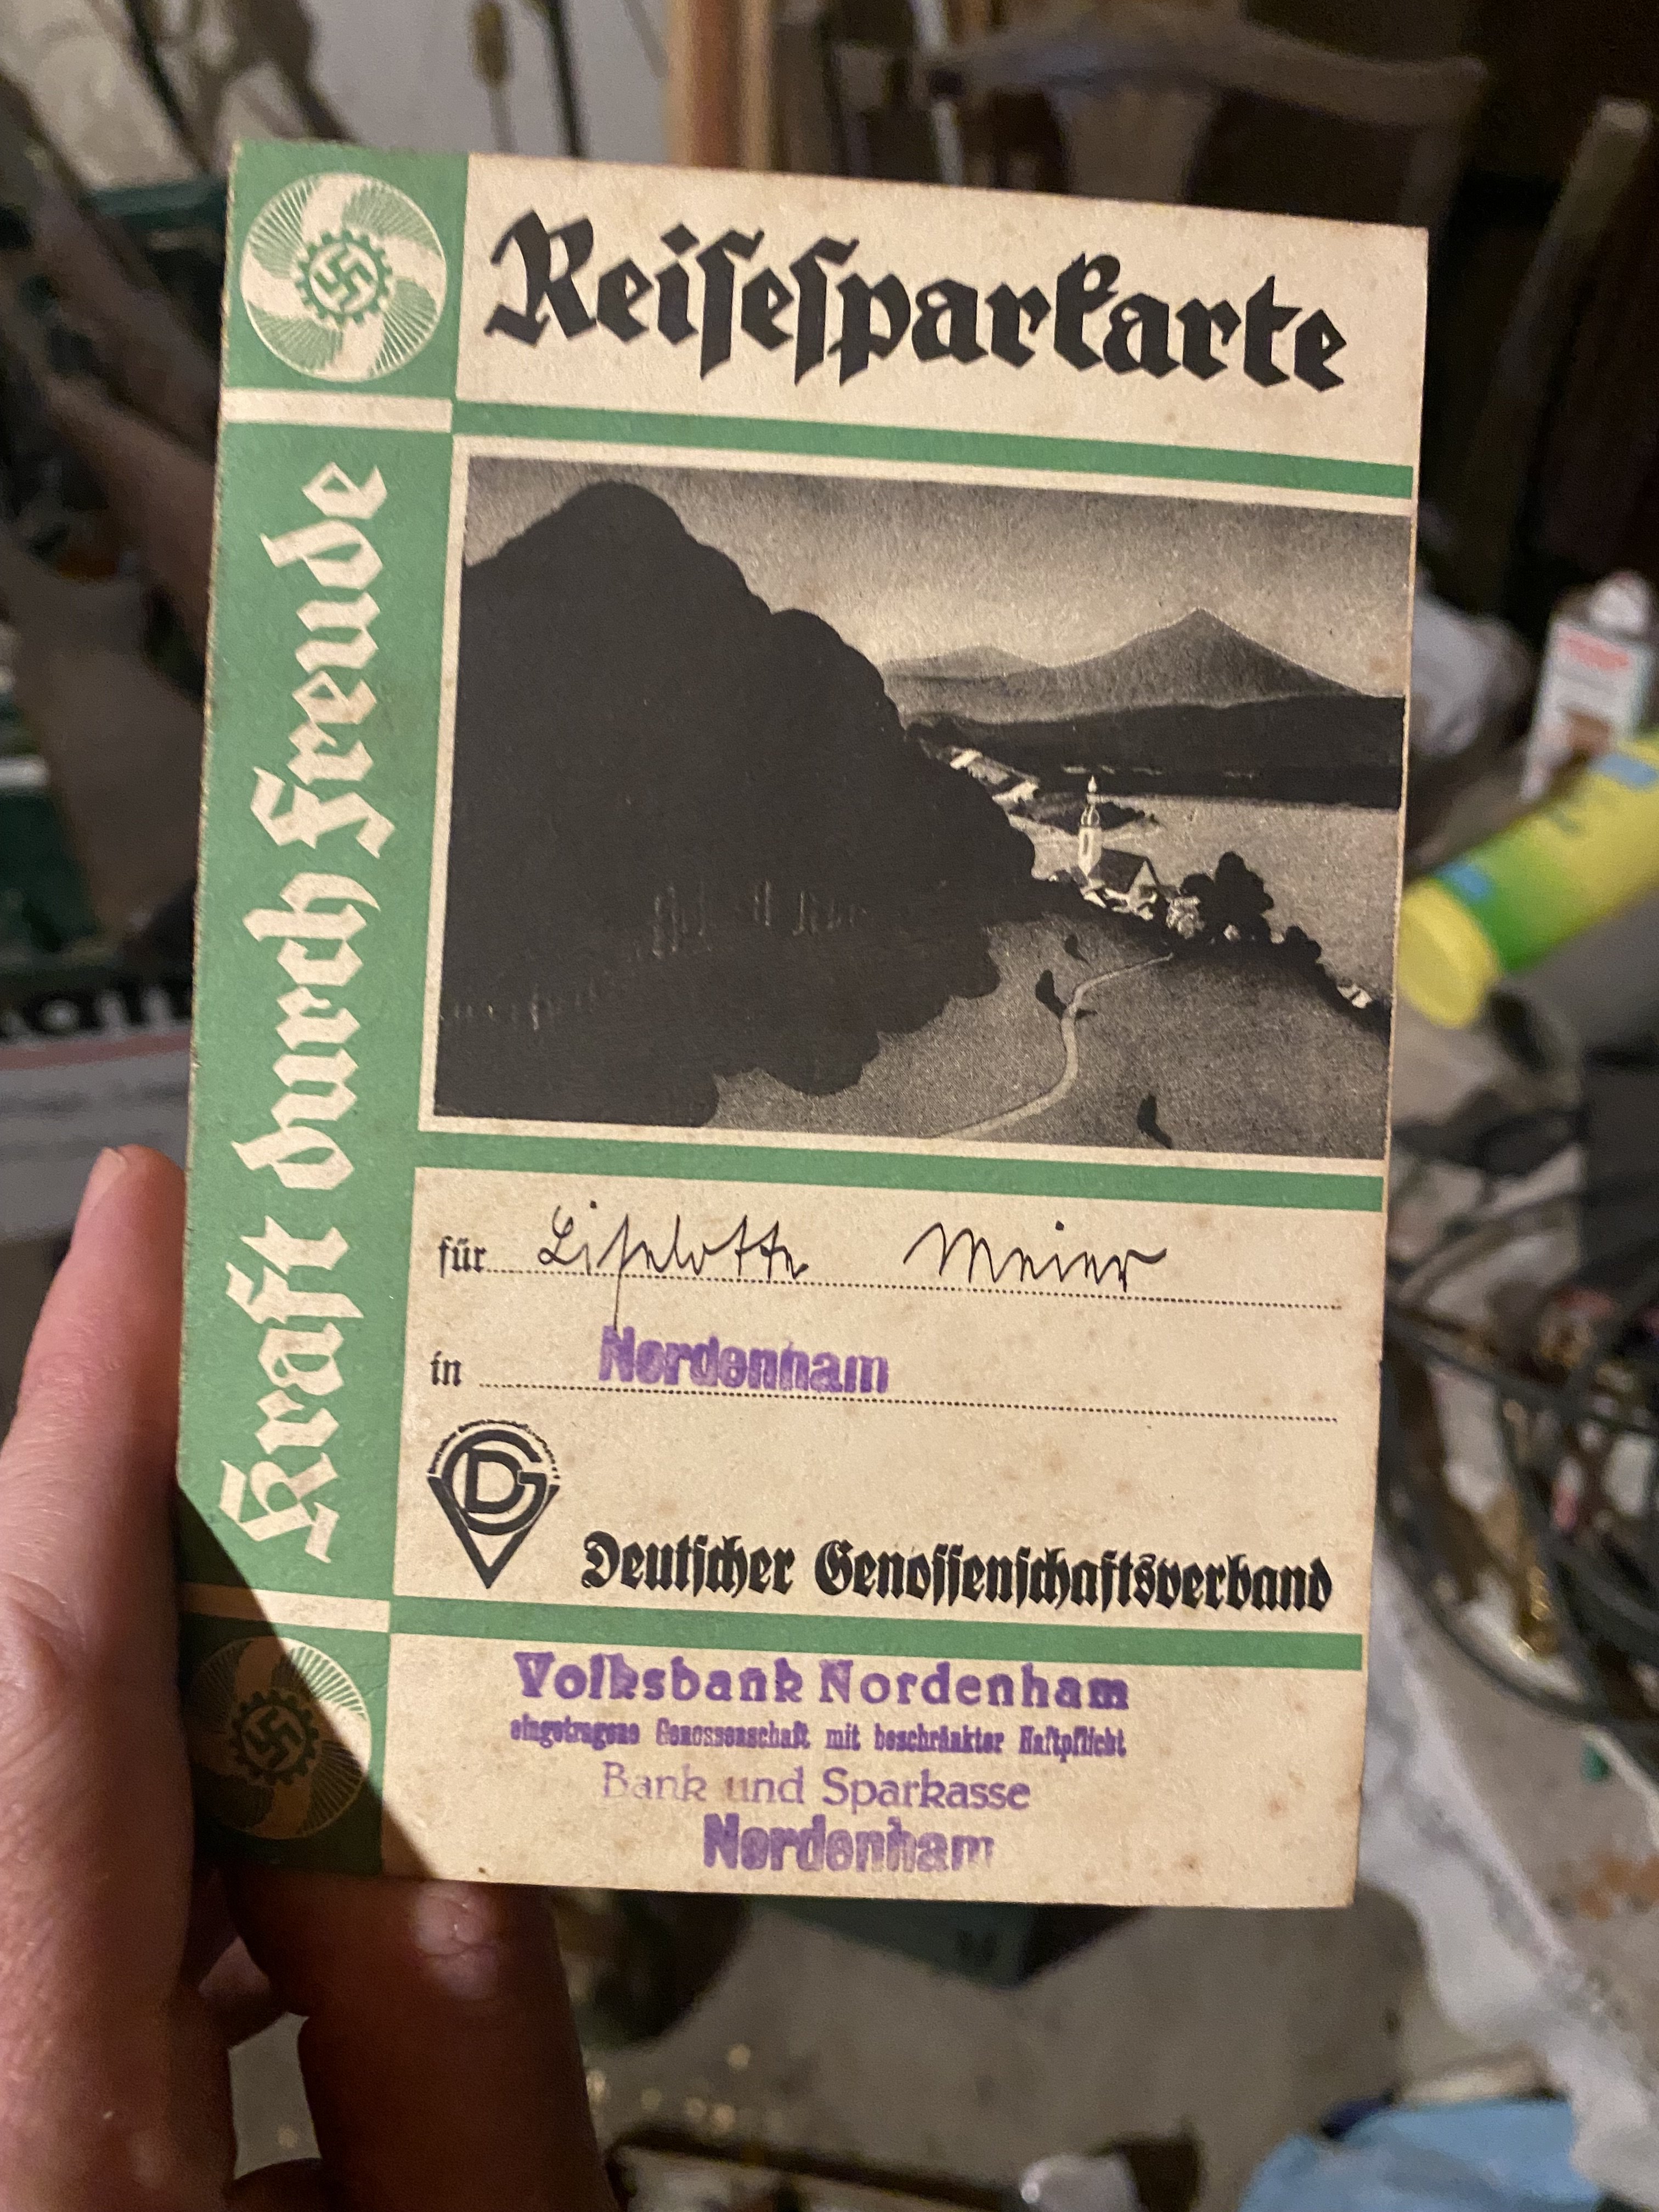 Reisesparkarte
Kraft durch Freude
für Liselotte Meier
in Nordenham
DGV
Deutscher Genossenschaftsverband
Volksbank Nordenham
eingetragene Genossenschaft mit beschränkter Haftpflicht
Bank und Sparkasse
Nordenham